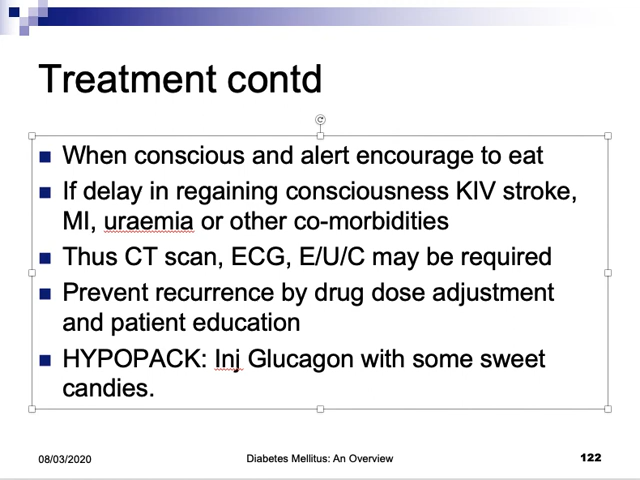 Treatment contd
When conscious and alert encourage to eat
If delay in regaining consciousness KIV stroke,
MI, uraemia or other co-morbidities
Thus CT scan, ECG, E/U/C may be required
Prevent recurrence by drug dose adjustment
and patient education
HYPOPACK: Inj Glucagon with some sweet
candies.
08/03/2020
Diabetes Mellitus: An Overview
122